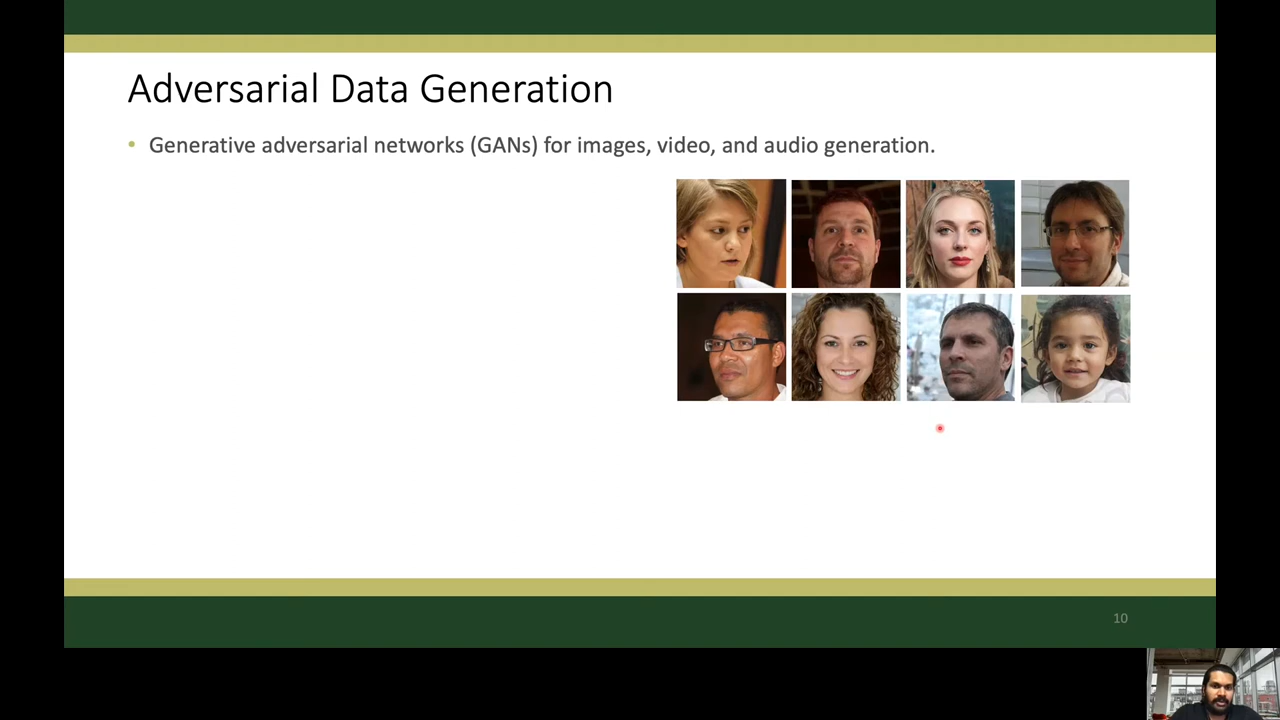 Adversarial Data Generation
• Generative adversarial networks (GANs) for images, video, and audio generation.
10